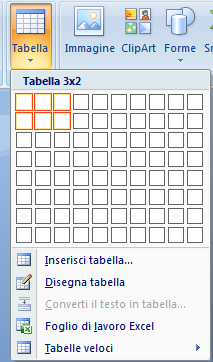 Tabella Immagine ClipArt Forme
Tabella 3x2
Inserisci tabella...
Disegna tabella
Converti il testo in tabella...
Foglio di lavoro Excel
Tabelle veloci